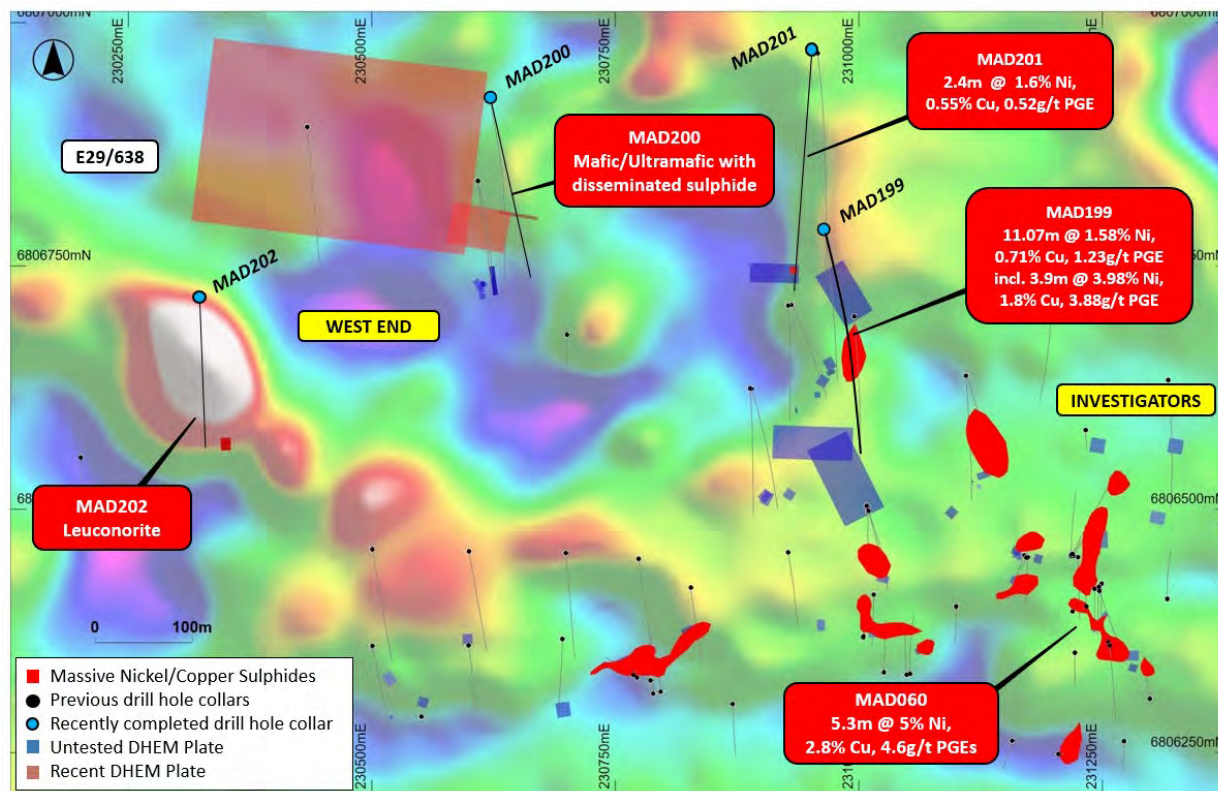 6807000mN
6807000mN
230250mE
230500mE
230750mE
231000mE
MAD200
MAD201
MAD201
2.4m @ 1.6% Ni,
0.55% Cu, 0.52g/t PGE
E29/638
MAD200
Mafic/Ultramafic with
disseminated sulphide
MAD199
MAD199
11.07m @ 1.58% Ni,
0.71% Cu, 1.23g/t PGE
incl. 3.9m @ 3.98% Ni,
1.8% Cu, 3.88g/t PGE
6806750mN
MAD202
WEST END
INVESTIGATORS
MAD202
Leuconorite
6806500mN
0 100m
Massive Nickel/Copper Sulphides
Previous drill hole collars
Recently completed drill hole collar
Untested DHEM Plate
Recent DHEM Plate
MAD060
5.3m @ 5% Ni,
2.8% Cu, 4.6g/t PGEs
6806250mN
230500mE
230750mE
231250mE